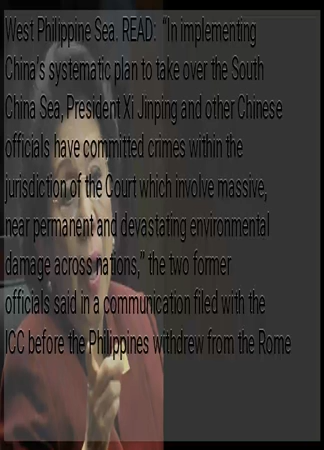 West Philippine Sea. READ: “In implementing
China's systematic plan to take over the South
China Sea, President Xi Jinping and other Chinese
officials have committed crimes within the
jurisdiction of the Court which involve massive,
near permanent and devastating environmental
damage across nations,” the two former
officials said in a communication filed with the
ICC before the Philippines withdrew from the Rome